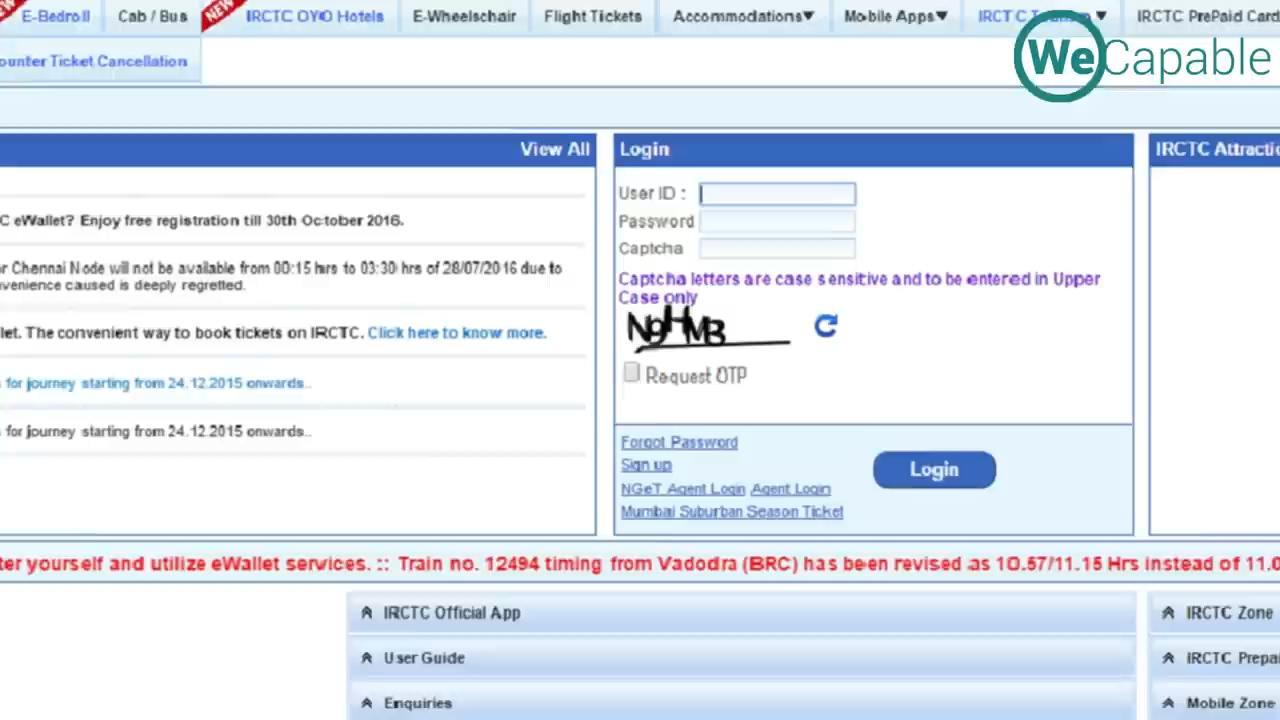 NEW E-Bedroll Cab / Bus NEW IRCTC OYO Hotels E-Wheelchair Flight Tickets Accommodations▼ Mobile Apps▼ IRCTC ▼ IRCTC PrePaid Card
WeCapable
ounter Ticket Cancellation
View All
C eWallet? Enjoy free registration till 30th October 2016.
r Chennai Node will not be available from 00:15 hrs to 03:30 hrs of 28/07/2016 due to
venience caused is deeply regretted.
let. The convenient way to book tickets on IRCTC. Click here to know more.
for journey starting from 24.12.2015 onwards..
for journey starting from 24.12.2015 onwards..
Login
User ID :
Password
Captcha
Captcha letters are case sensitive and to be entered in Upper
Case only
N9HMB
Request OTP
Forgot Password
Sign up
NGeT Agent Login Agent Login
Mumbai Suburban Season Ticket
Login
IRCTC Attracti
ter yourself and utilize eWallet services. :: Train no. 12494 timing from Vadodra (BRC) has been revised as 10.57/11.15 Hrs instead of 11.0
IRCTC Official App
User Guide
Enquiries
IRCTC Zone
IRCTC Prepai
Mobile Zone